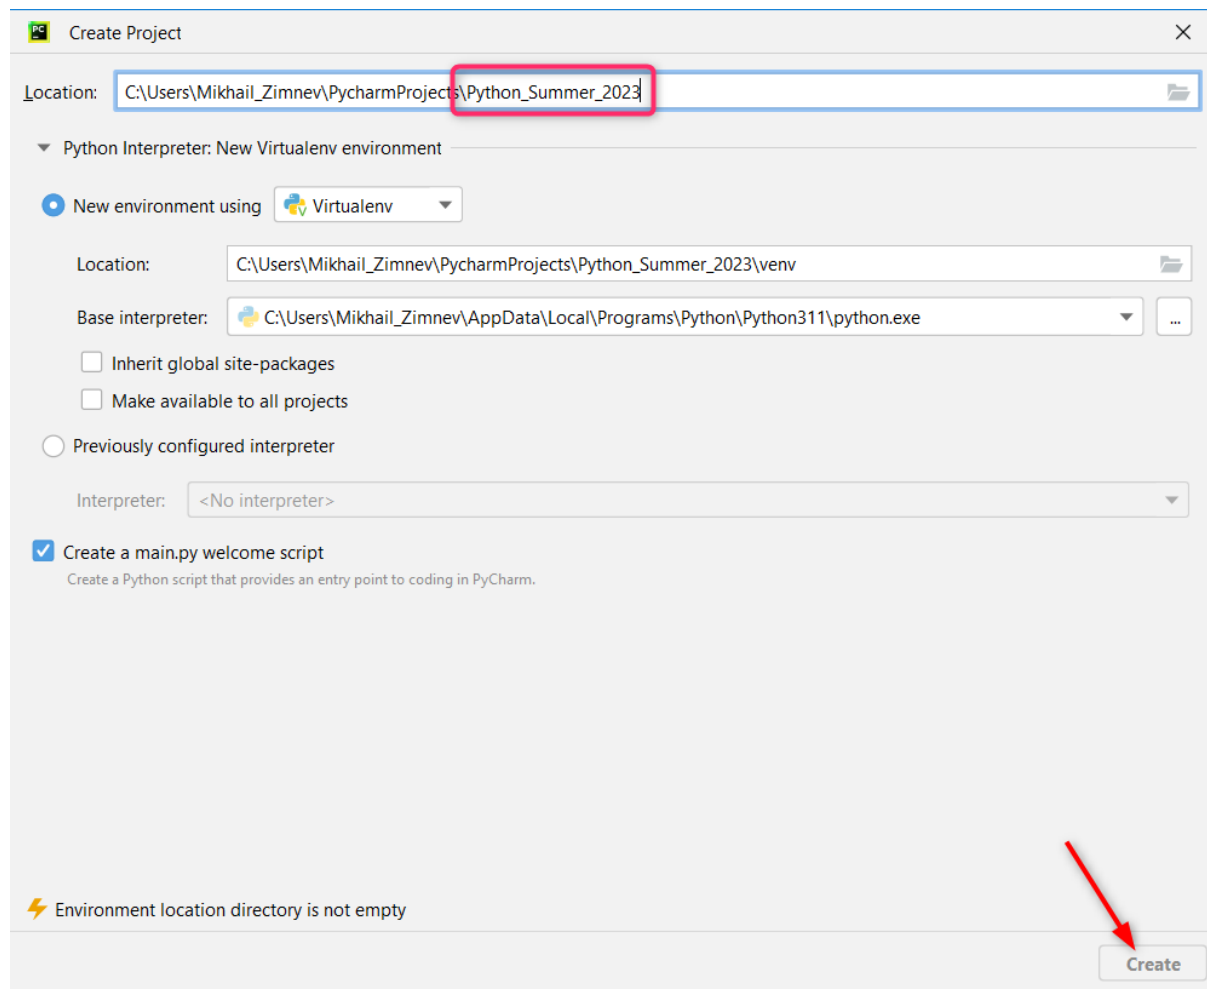 PC
Create Project
Location: C:\Users\Mikhail_Zimnev\PycharmProjects\Python_Summer_2023
Python Interpreter: New Virtualenv environment
New environment using Virtualenv
Location: C:\Users\Mikhail_Zimnev\PycharmProjects\Python_Summer_2023\venv
Base interpreter: C:\Users\Mikhail_Zimnev\AppData\Local\Programs\Python\Python311\python.exe ...
Inherit global site-packages
Make available to all projects
Previously configured interpreter
Interpreter: <No interpreter>
Create a main.py welcome script
Create a Python script that provides an entry point to coding in PyCharm.
Environment location directory is not empty
Create